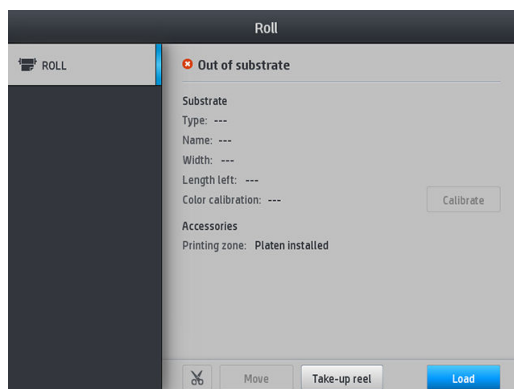 Roll
ROLL
Out of substrate
Substrate
Type: ---
Name: ---
Width: ---
Length left: ---
Color calibration: ---
Calibrate
Accessories
Printing zone: Platen installed
Move
Take-up reel
Load